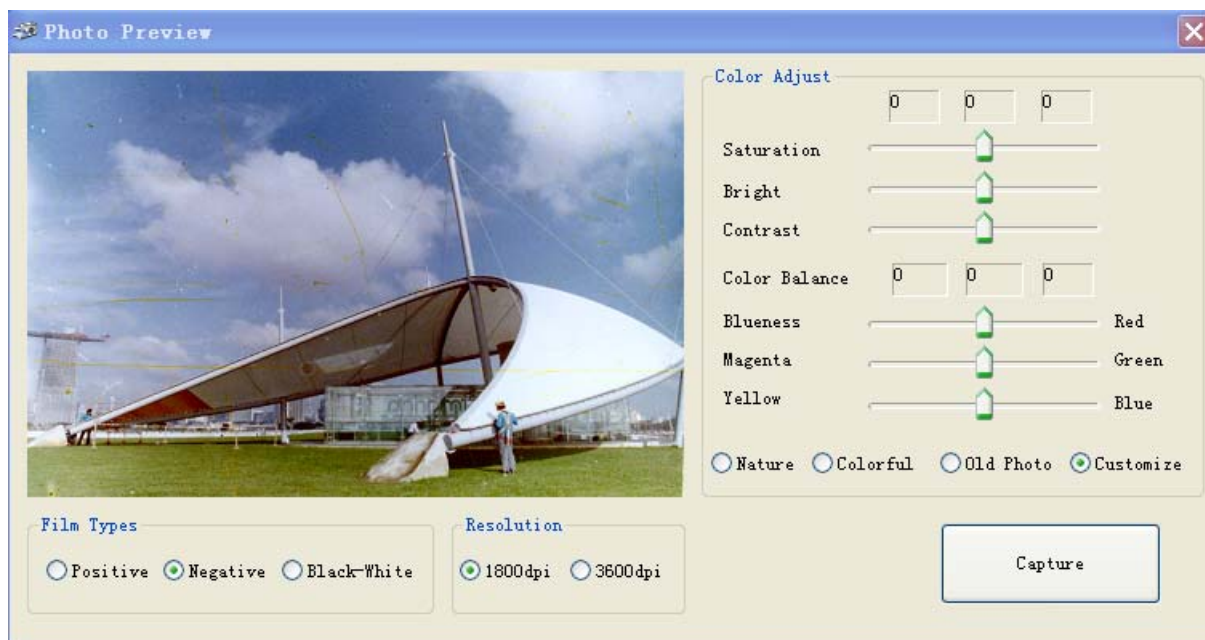 Photo Preview
Color Adjust
0 0 0
Saturation
Bright
Contrast
Color Balance 0 0 0
Blueness Red
Magenta Green
Yellow Blue
Nature Colorful Old Photo Customize
Film Types
Positive Negative Black-White
Resolution
1800dpi 3600dpi
Capture